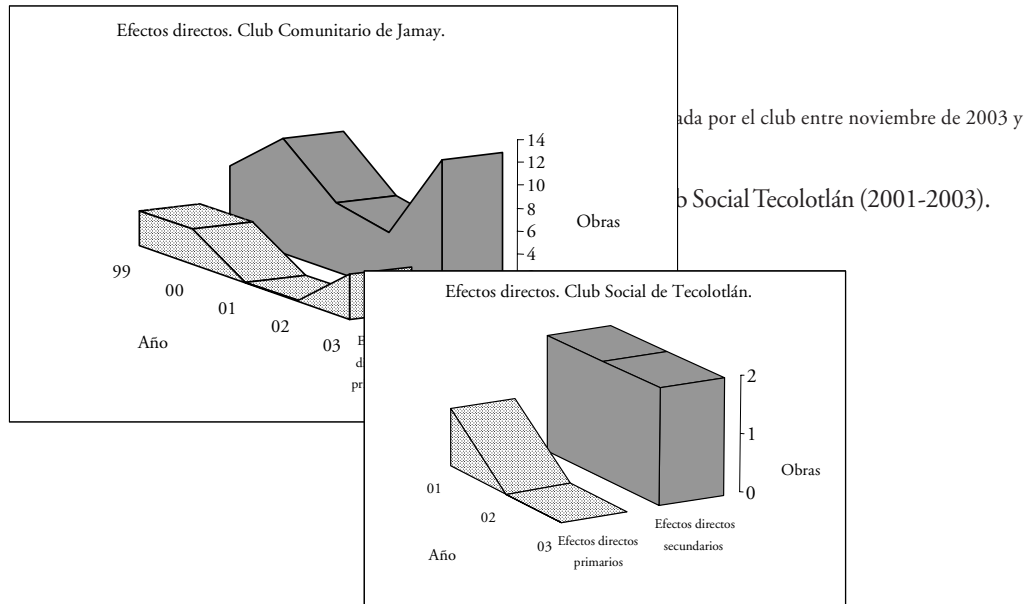 Efectos directos. Club Comunitario de Jamay.
ada por el club entre noviembre de 2003 y
Social Tecolotlán (2001-2003).
14
12
10
8
6
4
Obras
99
00
01
02
03
Año
Efectos directos. Club Social de Tecolotlán.
2
1
0
Obras
01
02
03
Año
Efectos directos
primarios
Efectos directos
secundarios